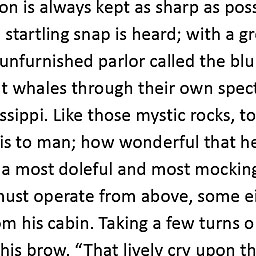 on is always kept as sharp as poss
startling snap is heard; with a gr
unfurnished parlor called the blu
t whales through their own spect
ssippi. Like those mystic rocks, to
is to man; how wonderful that he
a most doleful and most mocking
must operate from above, some ei
om his cabin. Taking a few turns o
his brow. “That lively cry upon th